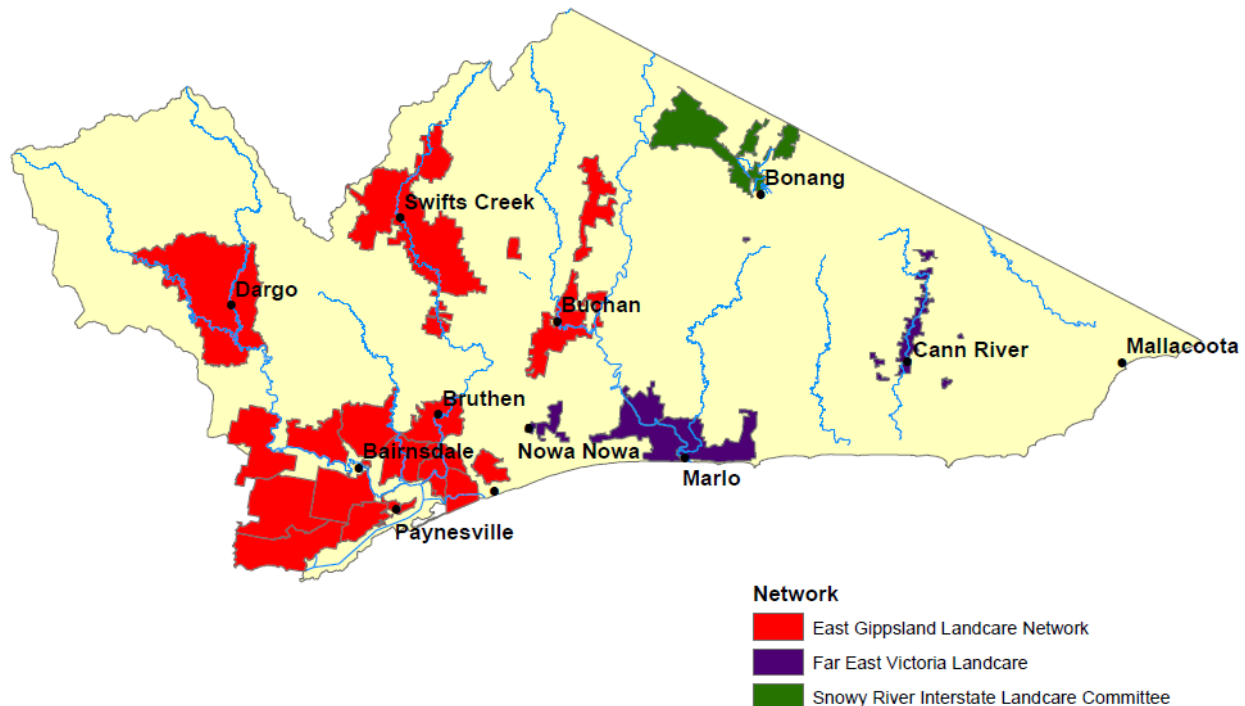 Bonang
Swifts Creek
Dargo
Buchan
Mallacoota
Cann River
Bruthen
Nowa Nowa
Bairnsdale
Marlo
Paynesville
Network
East Gippsland Landcare Network
Far East Victoria Landcare
Snowy River Interstate Landcare Committee